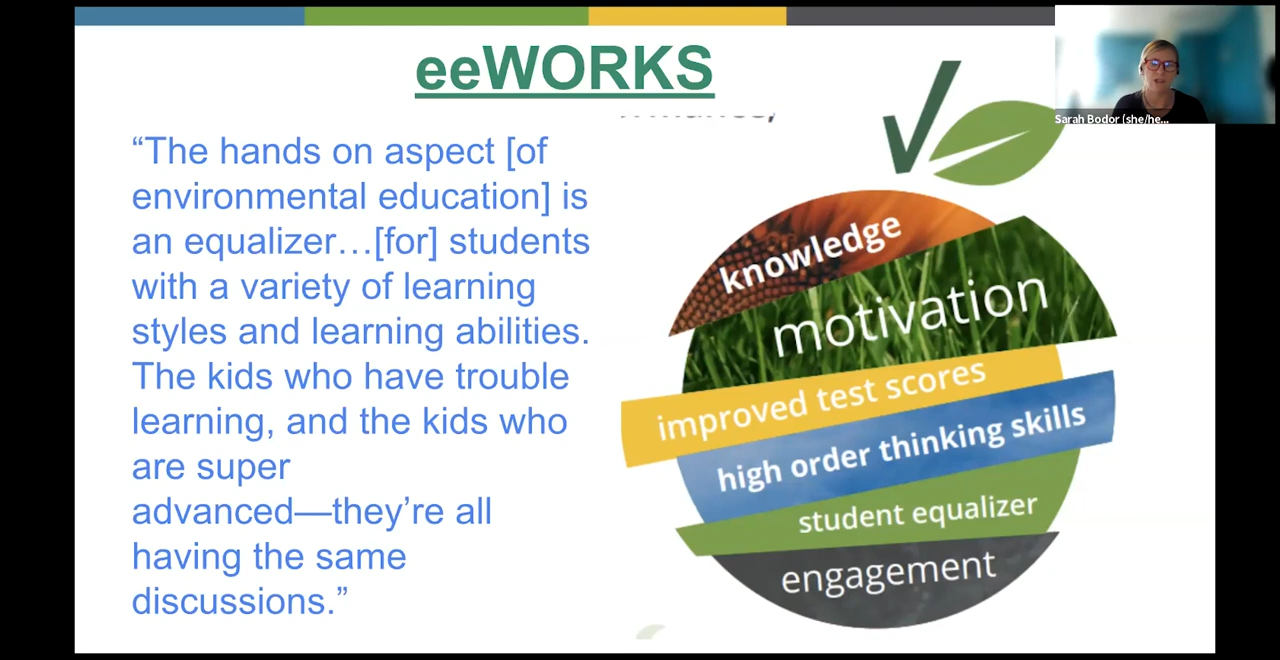 eeWORKS
Sarah Bodor (she/he...
“The hands on aspect [of
environmental education] is
an equalizer…[for] students
with a variety of learning
styles and learning abilities.
The kids who have trouble
learning, and the kids who
are super
advanced—they’re all
having the same
discussions.”
knowledge
motivation
improved test scores
high order thinking skills
student equalizer
engagement